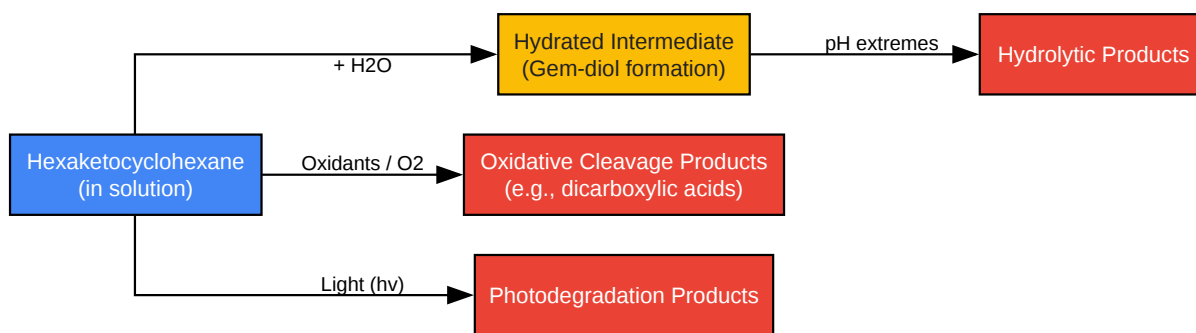 Hydrated Intermediate
(Gem-diol formation)
pH extremes
Hydrolytic Products
+ H2O
Hexaketocyclohexane
(in solution)
Oxidants / O2
Oxidative Cleavage Products
(e.g., dicarboxylic acids)
Light (hv)
Photodegradation Products